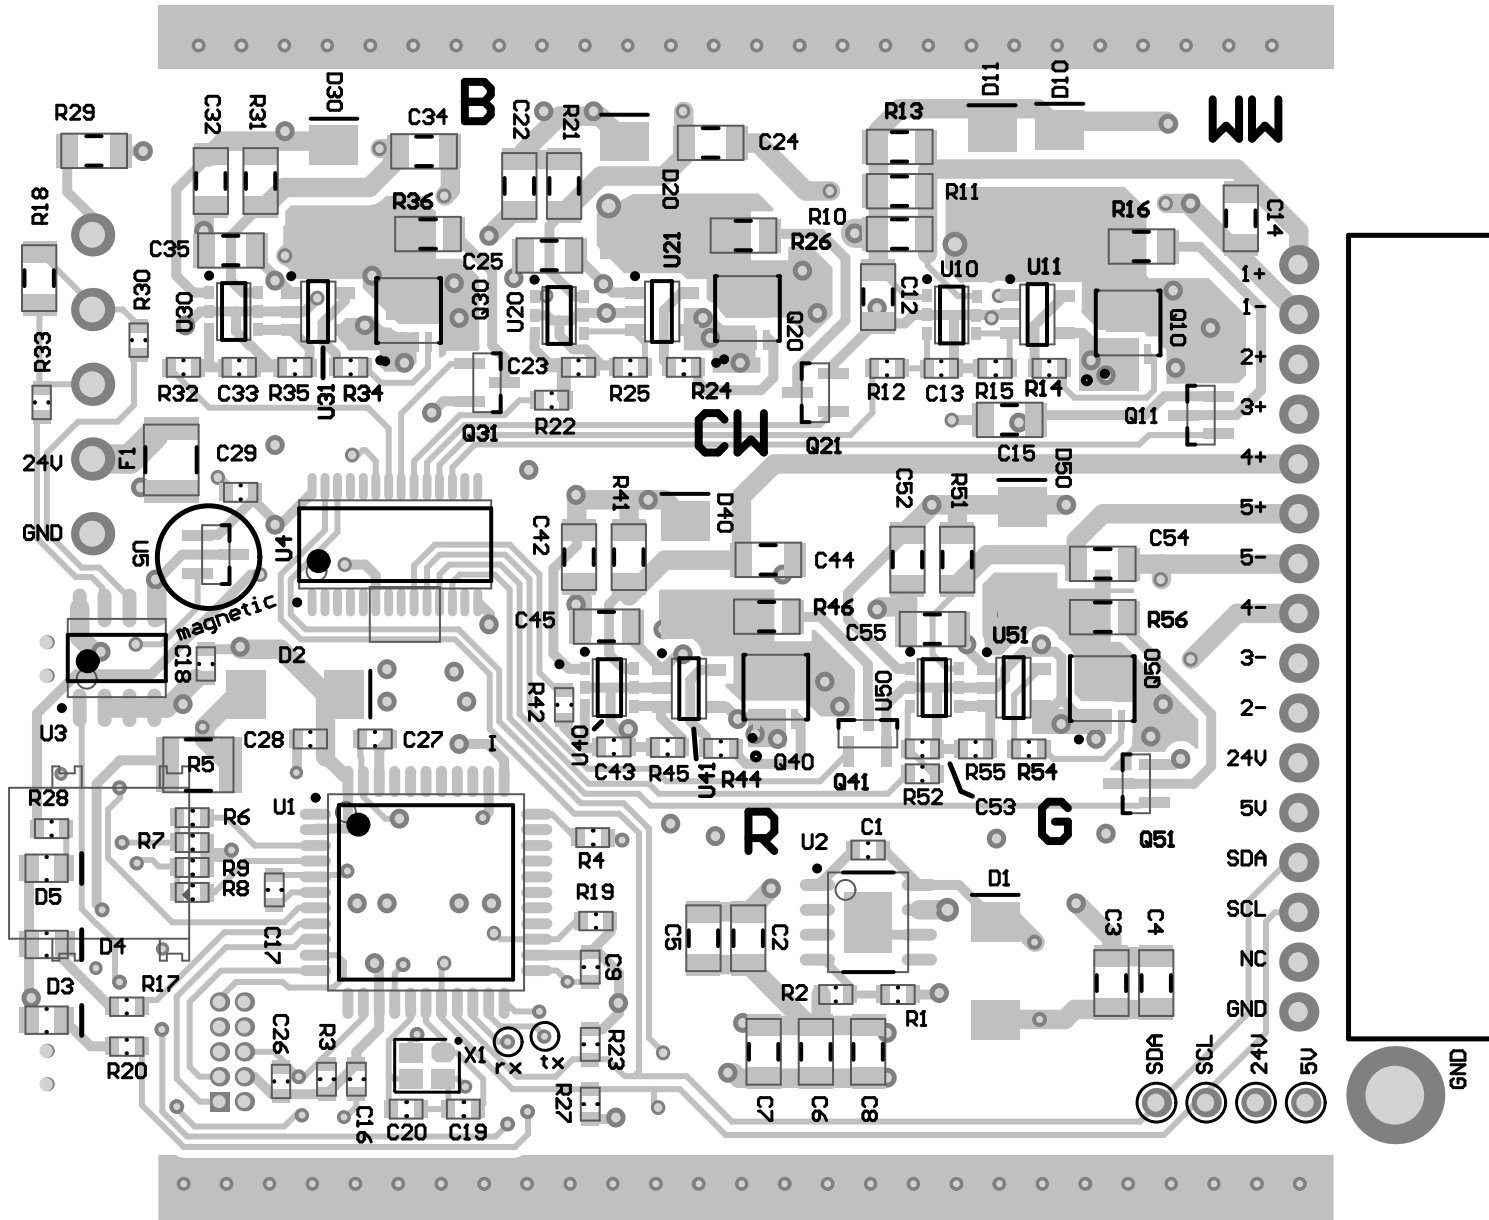 B
WW
D11
D10
D30
C32
R31
C34
R29
C22
R21
C24
R13
R18
R36
D20
R10
R11
R16
C14
C35
C25
U21
R26
R30
U30
Q30
U20
Q20
C12
U10
U11
Q10
1+
1-
R33
R32
C33
R35
U31
R34
C23
R25
R24
R12
C13
R15
R14
2+
3+
Q31
R22
CW
Q21
C15
D50
Q11
4+
24V
F1
C29
C52
R51
R41
D40
5+
GND
U5
U4
C42
C44
C54
5-
magnetic
C45
R46
C55
U51
R56
4-
C18
D2
U50
Q50
3-
U3
R42
2-
C28
C27
I
U40
C43
R45
U41
R44
Q40
Q41
R52
R55
R54
C53
24V
R5
R28
U1
R6
R7
R9
R8
D5
D4
C17
R4
R19
R
U2
C1
G
Q51
5V
SDA
D1
SCL
C5
C2
C3
C4
NC
D3
R17
C9
R2
R1
GND
R20
C26
R3
X1
rx
tx
R23
R27
C16
C20
C19
C7
C6
C8
SDA
SCL
24V
5V
GND